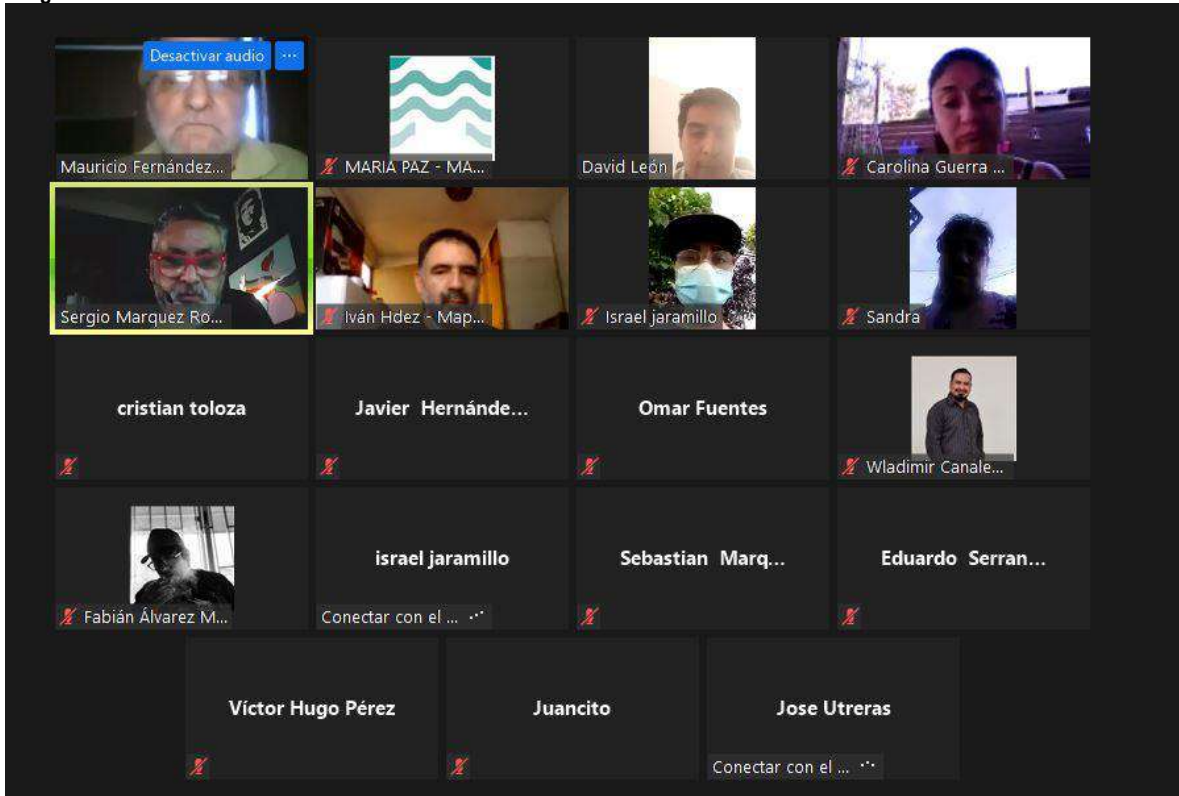 Desactivar audio ...
Mauricio Fernández...
MARIA PAZ - MA...
David León
Carolina Guerra ...
Sergio Marquez Ro...
Iván Hdez - Map...
Israel jaramillo
Sandra
cristian toloza
Javier Hernánde...
Omar Fuentes
Wladimir Canale...
Fabián Álvarez M...
israel jaramillo
Conectar con el ...
Sebastian Marq...
Eduardo Serran...
Víctor Hugo Pérez
Juancito
Jose Utreras
Conectar con el ...